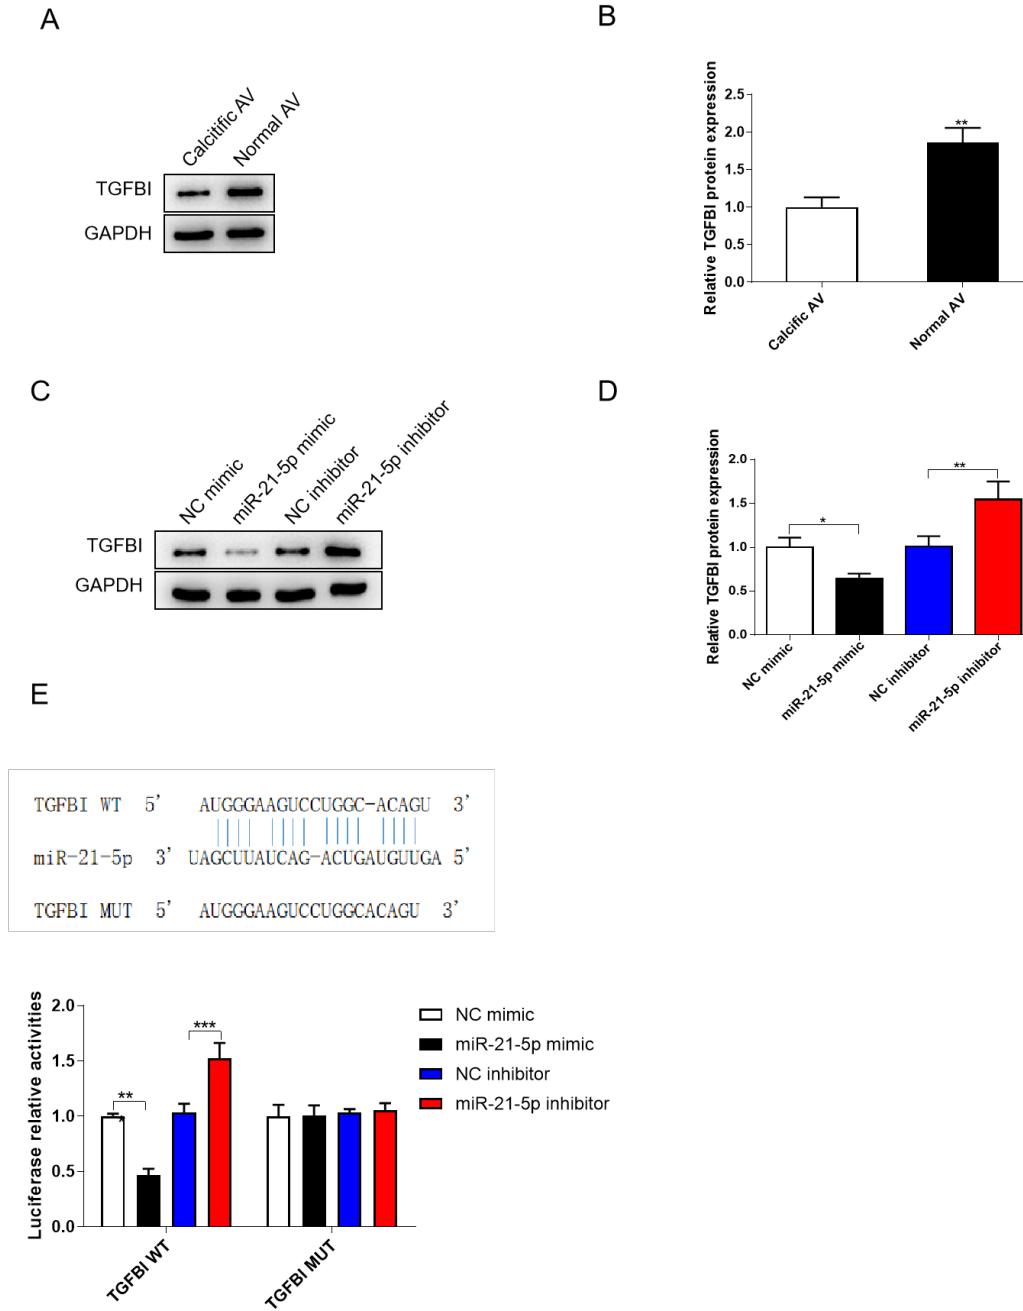 A
Calcitific AV
Normal AV
TGFBI
GAPDH
B
Relative TGFBI protein expression
2.5
2.0
1.5
1.0
0.5
0.0
**
Calcific AV
Normal AV
C
NC mimic
miR-21-5p mimic
NC inhibitor
miR-21-5p inhibitor
TGFBI
GAPDH
D
Relative TGFBI protein expression
2.0
1.5
1.0
0.5
0.0
*
**
NC mimic
miR-21-5p mimic
NC inhibitor
miR-21-5p inhibitor
E
TGFBI WT 5' AUGGGAAGUCCUGGC-ACAGU 3'
miR-21-5p 3' UAGCUUAUCAG-ACUGAUGUUGA 5'
TGFBI MUT 5' AUGGGAAGUCCUGGCACAGU 3'
Luciferase relative activities
2.0
1.5
1.0
0.5
0.0
**
*
***
TGFBI WT
TGFBI MUT
NC mimic
miR-21-5p mimic
NC inhibitor
miR-21-5p inhibitor